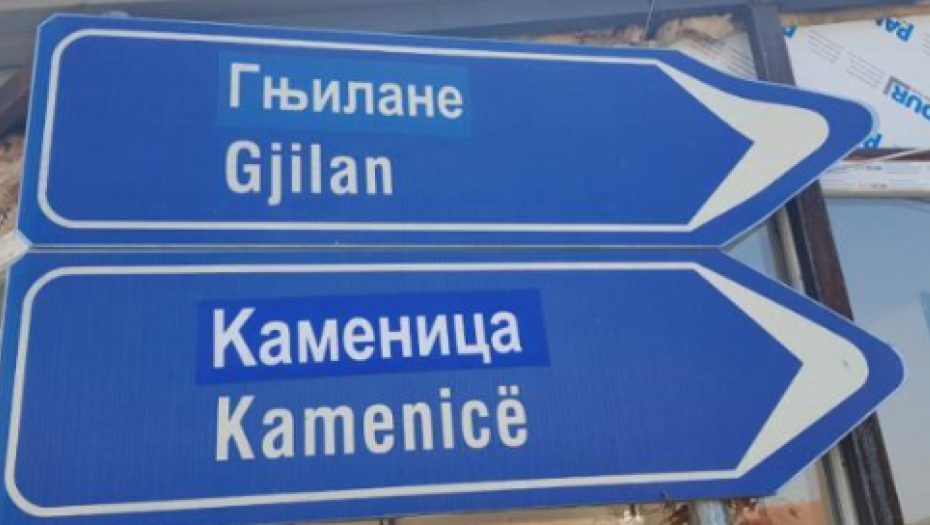 Гњилане
Gjilan
Каменица
Kamenicë